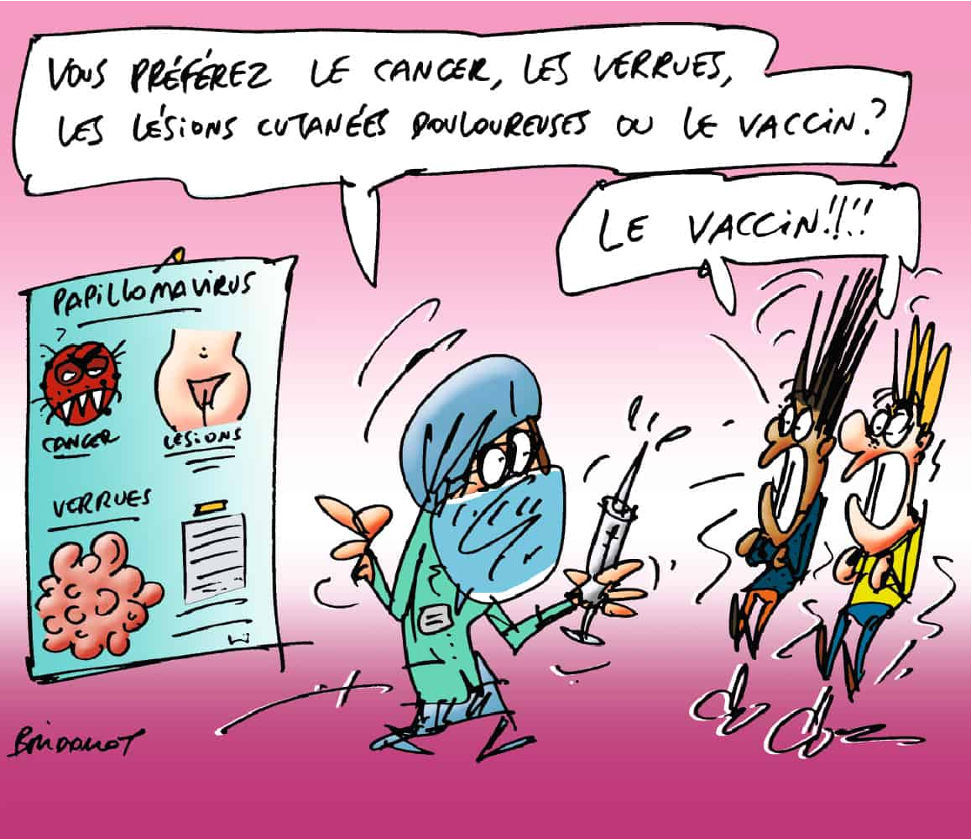 VOUS PRÉFÉREZ LE CANCER, LES VERRUES,
LES LÉSIONS CUTANÉES DOULOUREUSES OU LE VACCIN?
LE VACCIN!!!!
PAPILLOMAVIRUS
CANCER
LÉSIONS
VERRUES